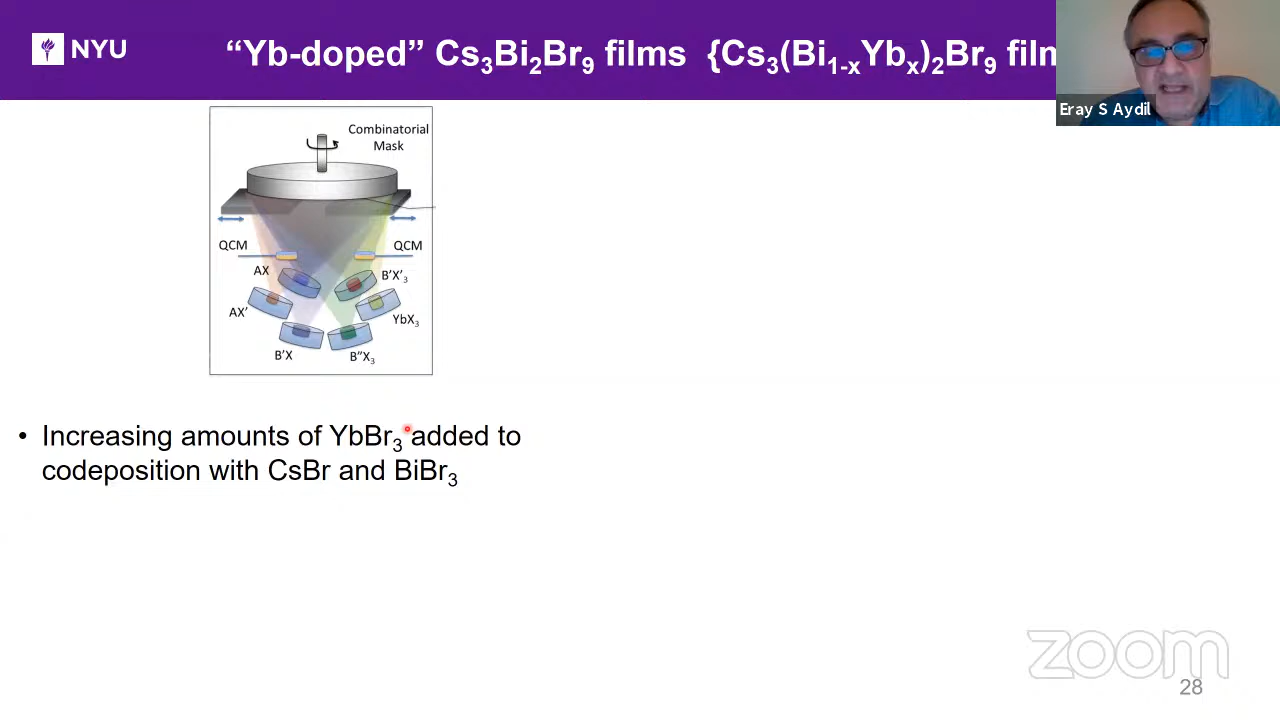 NYU
“Yb-doped” Cs3Bi2Br9 films {Cs3(Bi1-xYbx)2Br9 film
Eray S Aydil
Combinatorial
Mask
QCM
QCM
AX
B’X’3
AX’
YbX3
B’X
B”X3
• Increasing amounts of YbBr3 added to
codeposition with CsBr and BiBr3
zoom
28